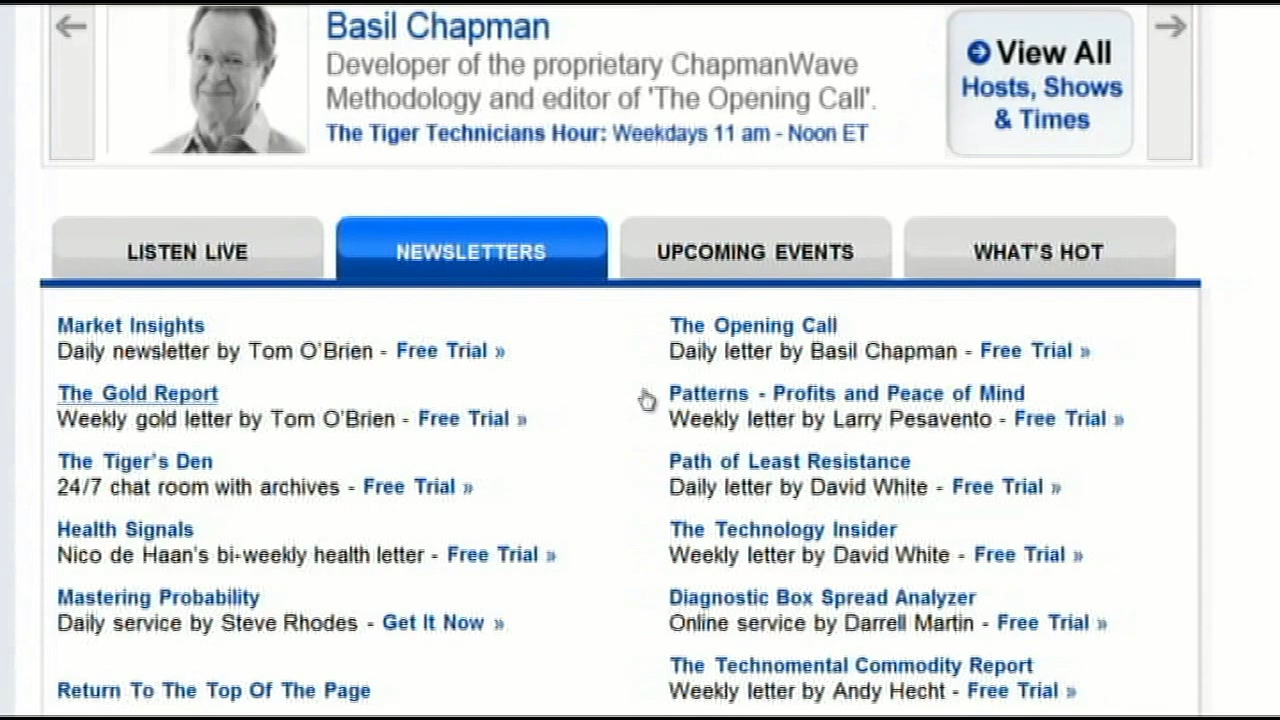 Basil Chapman
Developer of the proprietary ChapmanWave
Methodology and editor of 'The Opening Call'.
The Tiger Technicians Hour: Weekdays 11 am - Noon ET
View All
Hosts, Shows
& Times
LISTEN LIVE
NEWSLETTERS
UPCOMING EVENTS
WHAT'S HOT
Market Insights
Daily newsletter by Tom O'Brien - Free Trial »
The Gold Report
Weekly gold letter by Tom O'Brien - Free Trial »
The Tiger's Den
24/7 chat room with archives - Free Trial »
Health Signals
Nico de Haan's bi-weekly health letter - Free Trial »
Mastering Probability
Daily service by Steve Rhodes - Get It Now »
Return To The Top Of The Page
The Opening Call
Daily letter by Basil Chapman - Free Trial »
Patterns - Profits and Peace of Mind
Weekly letter by Larry Pesavento - Free Trial »
Path of Least Resistance
Daily letter by David White - Free Trial »
The Technology Insider
Weekly letter by David White - Free Trial »
Diagnostic Box Spread Analyzer
Online service by Darrell Martin - Free Trial »
The Technomental Commodity Report
Weekly letter by Andy Hecht - Free Trial »